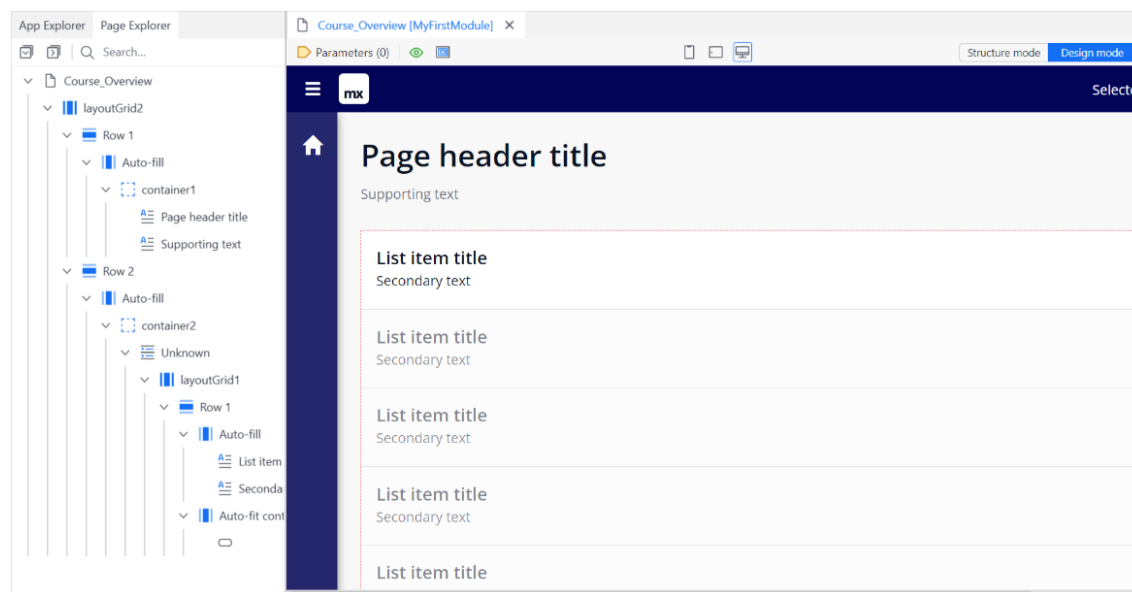 App Explorer Page Explorer
Search...
Course_Overview
layoutGrid2
Row 1
Auto-fill
container1
Page header title
Supporting text
Row 2
Auto-fill
container2
Unknown
layoutGrid1
Row 1
Auto-fill
List item
Seconda
Auto-fit cont
Course_Overview [MyFirstModule]
Parameters (0)
Structure mode Design mode
mx
Selecte
Page header title
Supporting text
List item title
Secondary text
List item title
Secondary text
List item title
Secondary text
List item title
Secondary text
List item title